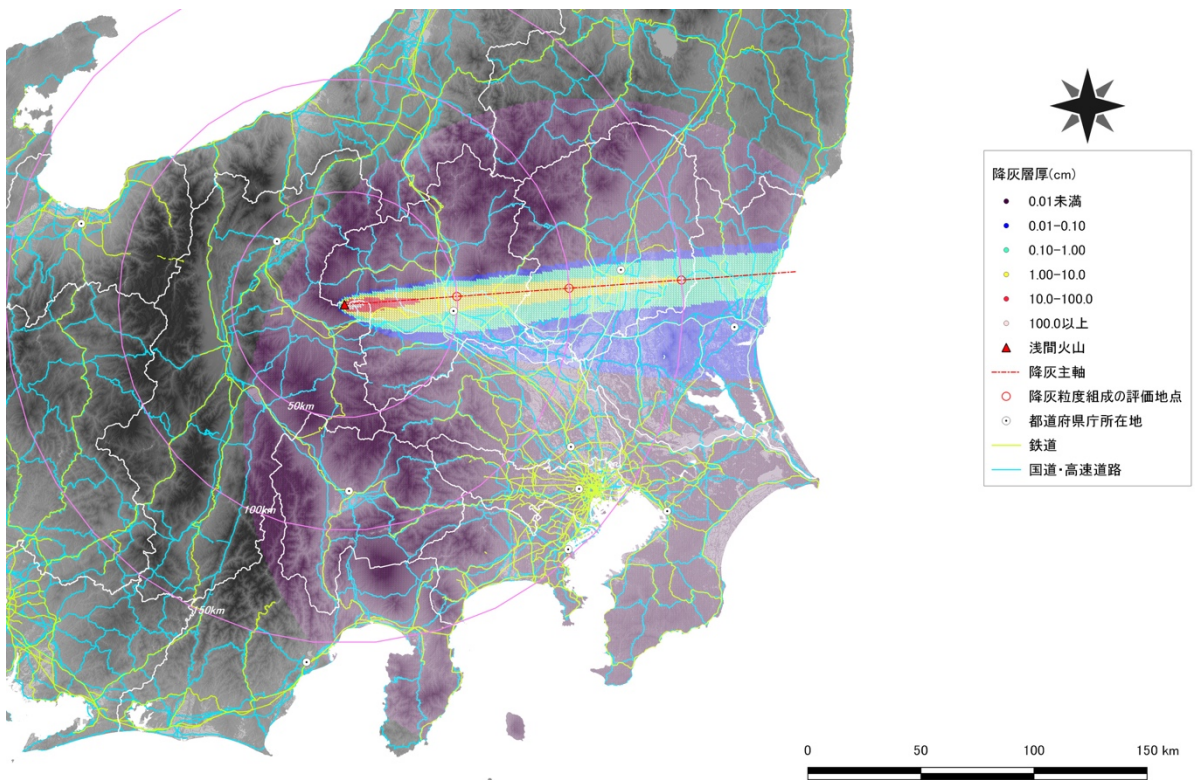 降灰層厚(cm)
0.01未満
0.01-0.10
0.10-1.00
1.00-10.0
10.0-100.0
100.0以上
浅間火山
降灰主軸
降灰粒度組成の評価地点
都道府県庁所在地
鉄道
国道・高速道路
50km
100km
150km
0 50 100 150 km